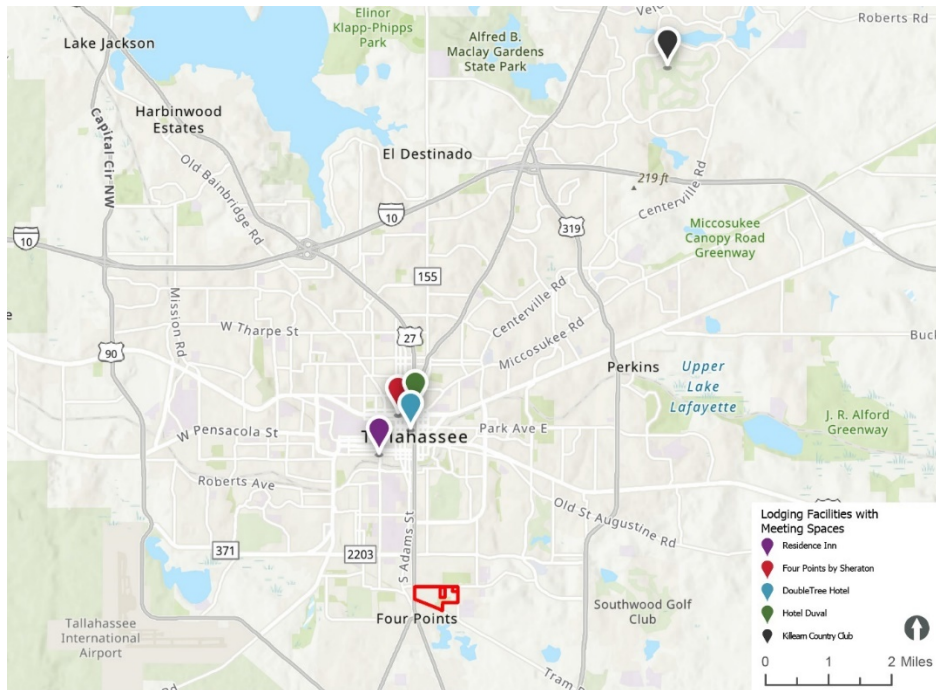 Elinor
Klapp-Phipps
Park
Alfred B.
Maclay Gardens
State Park
Roberts Rd
Lake Jackson
Harbinwood
Estates
Capital Cir NW
Old Bainbridge Rd
El Destinado
219 ft
Centerville Rd
10
10
319
Miccosukee
Canopy Road
Greenway
155
Mission Rd
Centerville Rd
W Tharpe St
27
Miccosukee Rd
90
Perkins
Upper
Lake
Lafayette
J. R. Alford
Greenway
W Pensacola St
Tallahassee
Park Ave E
Roberts Ave
Old St Augustine Rd
371
2203
S Adams St
Four Points
Southwood Golf
Club
Tallahassee
International
Airport
Lodging Facilities with
Meeting Spaces
Residence Inn
Four Points by Sheraton
DoubleTree Hotel
Hotel Duval
Killearn Country Club
0 1 2 Miles